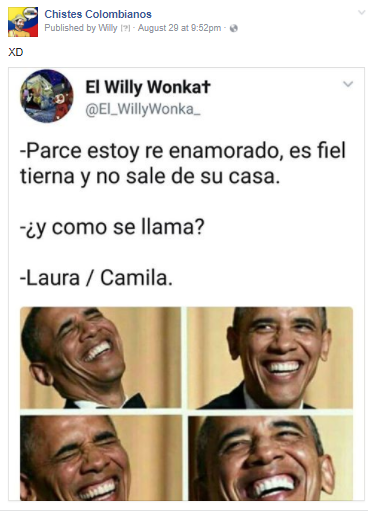 Chistes Colombianos
Published by Willy [?] · August 29 at 9:52pm ·
XD
El Willy Wonka†
@El_WillyWonka_
-Parce estoy re enamorado, es fiel
tierna y no sale de su casa.
-¿y como se llama?
-Laura / Camila.